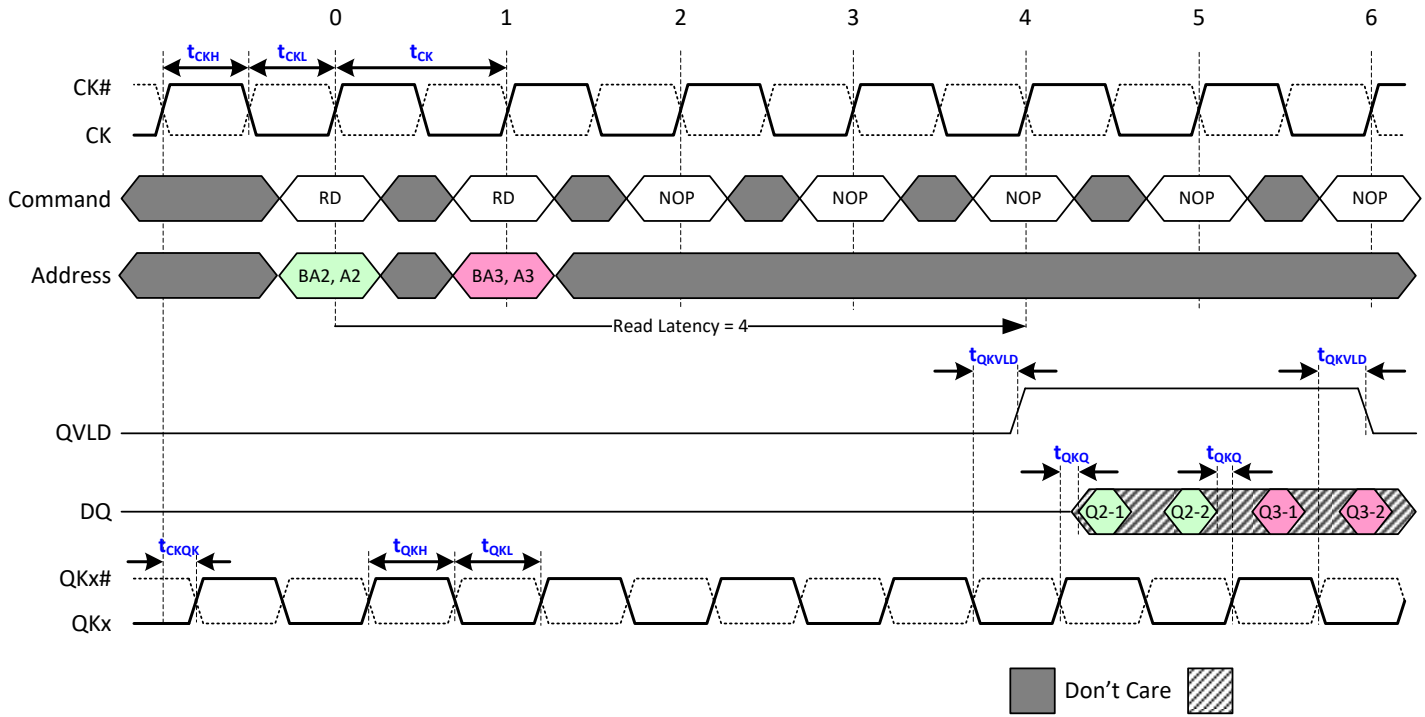 0 1 2 3 4 5 6
tCKH tCKL tCK
CK#
CK
Command RD RD NOP NOP NOP NOP NOP
Address BA2, A2 BA3, A3
Read Latency = 4
tQKVLD tQKVLD
QVLD
tQKQ tQKQ
DQ Q2-1 Q2-2 Q3-1 Q3-2
tCKQK tQKH tQKL
QKx#
QKx
Don't Care